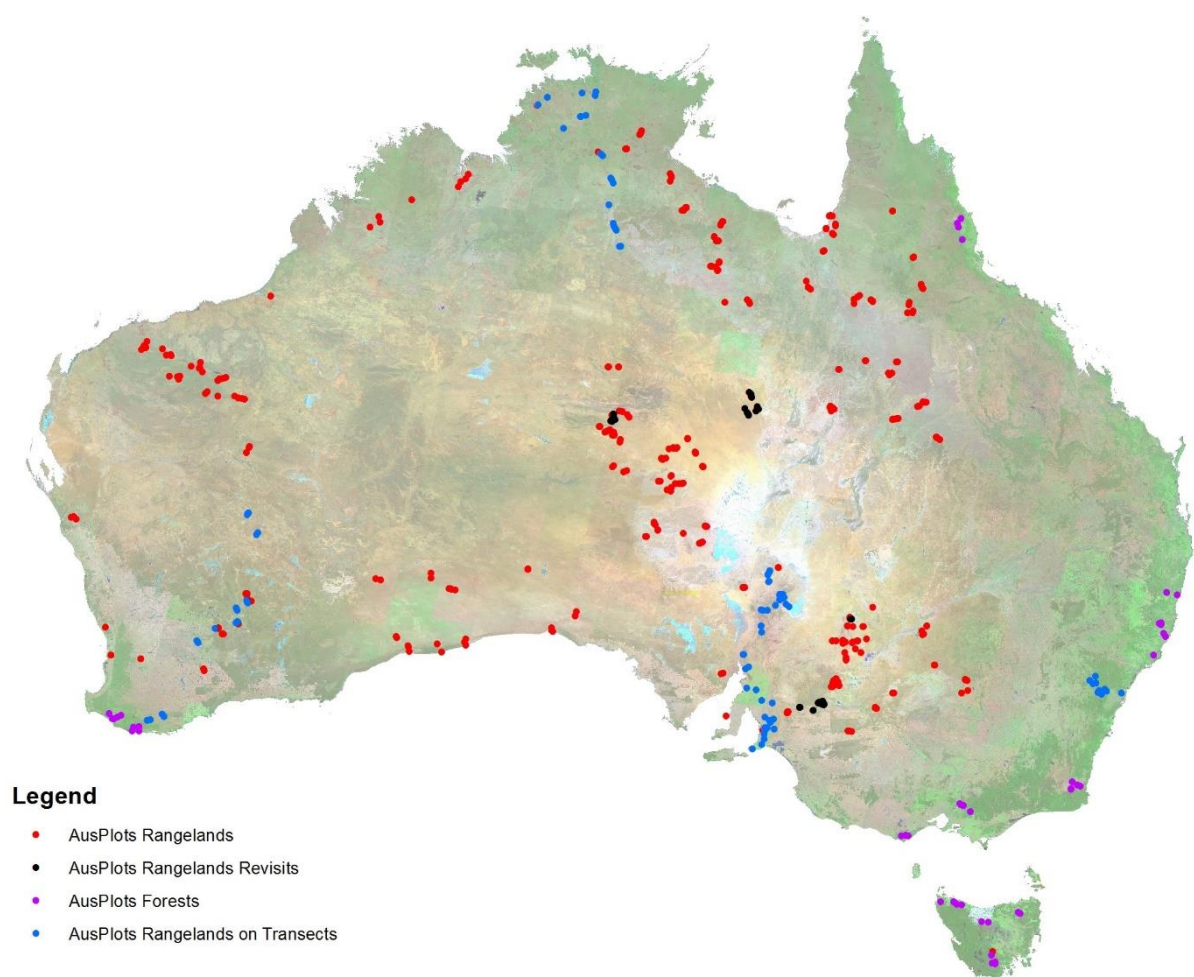 Legend
AusPlots Rangelands
AusPlots Rangelands Revisits
AusPlots Forests
AusPlots Rangelands on Transects